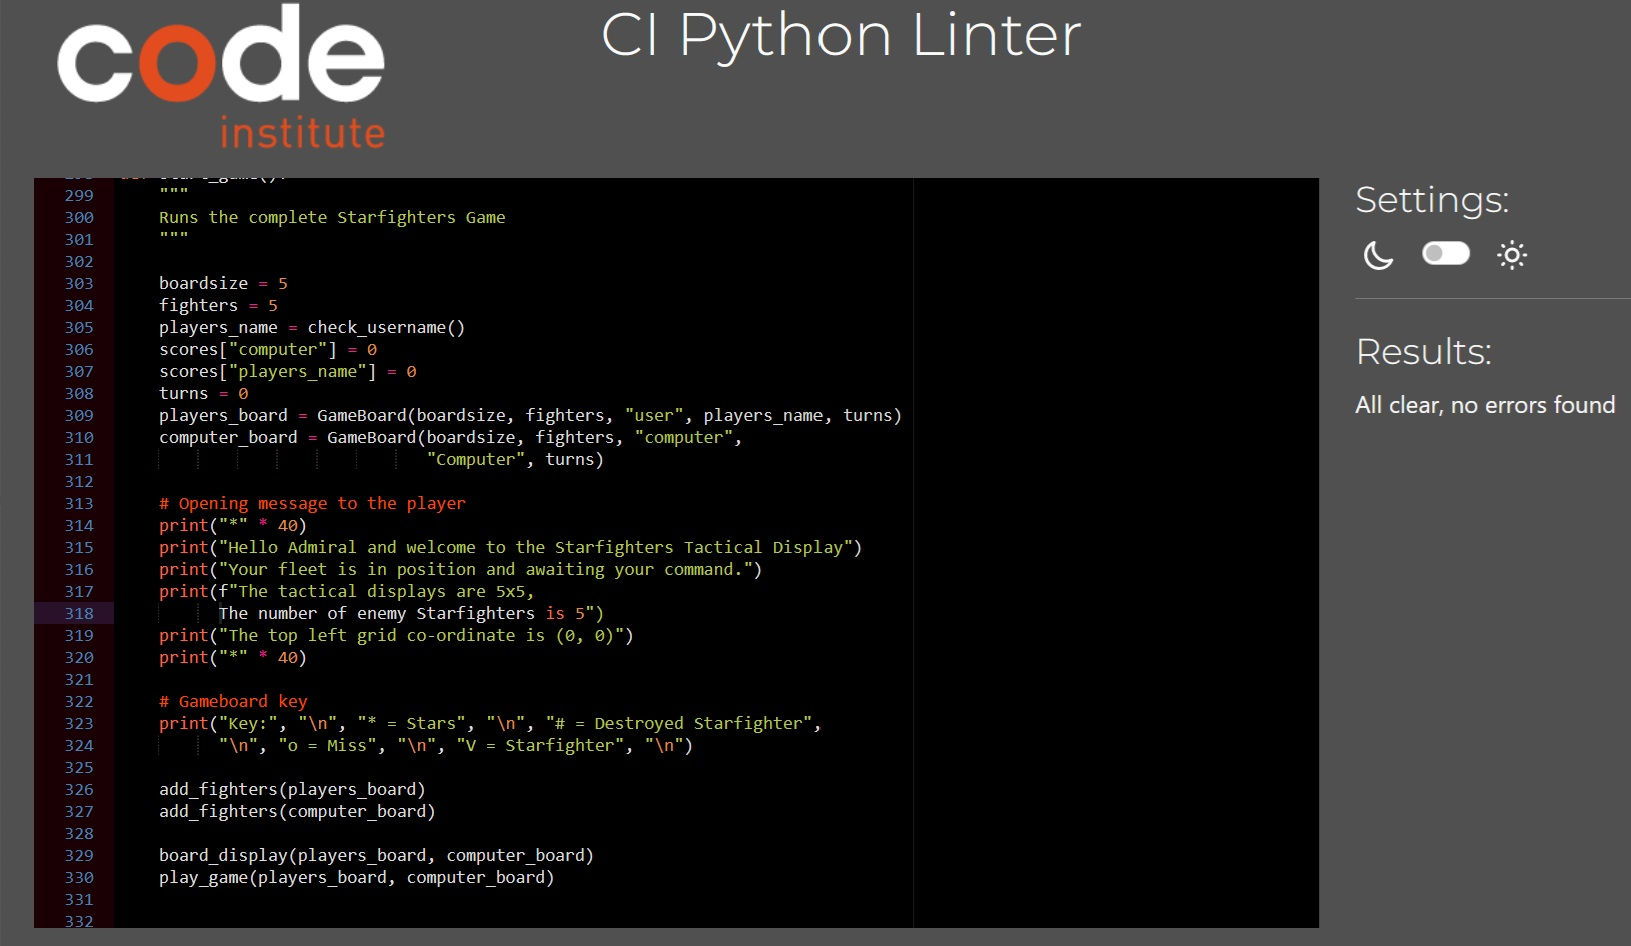 code
institute
CI Python Linter
299 """
300 Runs the complete Starfighters Game
301 """
302
303 boardsize = 5
304 fighters = 5
305 players_name = check_username()
306 scores["computer"] = 0
307 scores["players_name"] = 0
308 turns = 0
309 players_board = GameBoard(boardsize, fighters, "user", players_name, turns)
310 computer_board = GameBoard(boardsize, fighters, "computer",
311 "Computer", turns)
312
313 # Opening message to the player
314 print("*" * 40)
315 print("Hello Admiral and welcome to the Starfighters Tactical Display")
316 print("Your fleet is in position and awaiting your command.")
317 print(f"The tactical displays are 5x5,
318 The number of enemy Starfighters is 5")
319 print("The top left grid co-ordinate is (0, 0)")
320 print("*" * 40)
321
322 # Gameboard key
323 print("Key:", "\n", "* = Stars", "\n", "# = Destroyed Starfighter",
324 "\n", "o = Miss", "\n", "V = Starfighter", "\n")
325
326 add_fighters(players_board)
327 add_fighters(computer_board)
328
329 board_display(players_board, computer_board)
330 play_game(players_board, computer_board)
331
332
Settings:
Results:
All clear, no errors found